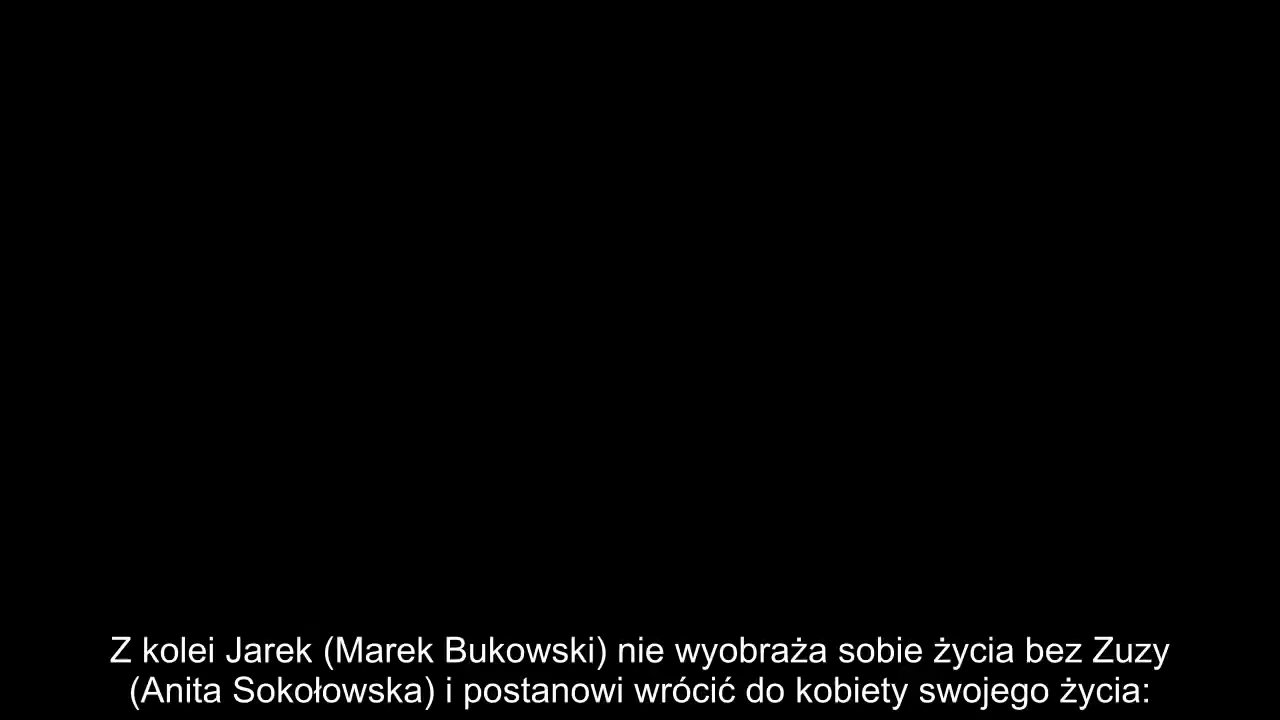 Z kolei Jarek (Marek Bukowski) nie wyobraża sobie życia bez Zuzy
(Anita Sokołowska) i postanowi wrócić do kobiety swojego życia: